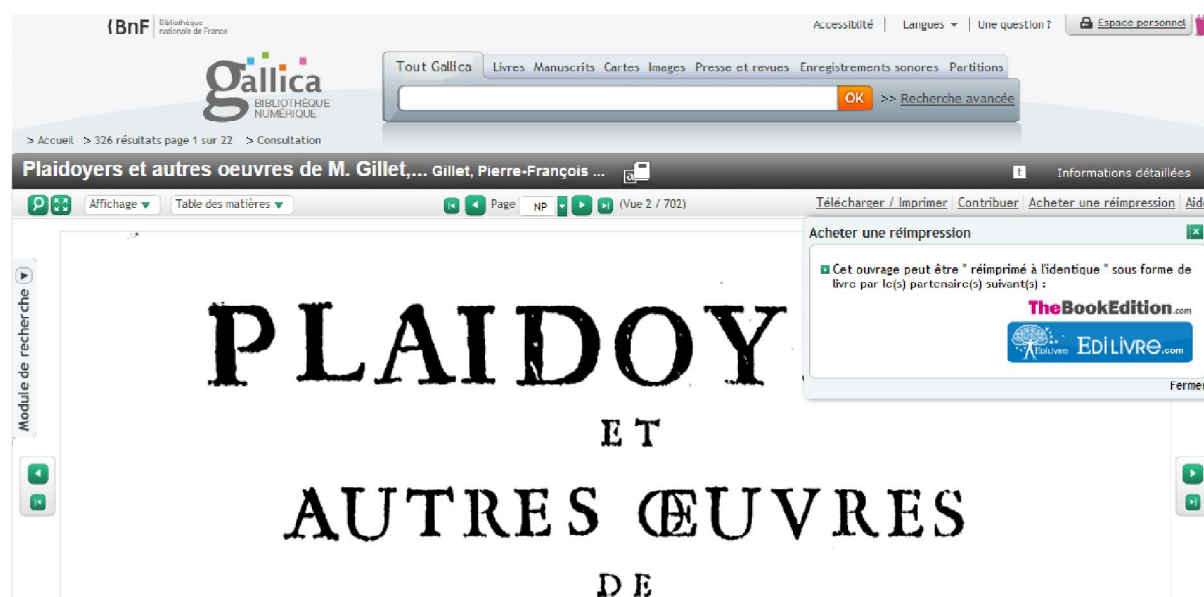 {BnF Bibliothèque nationale de France
Accessiblité Langues Une question ? Espace personnel
gallica
BIBLIOTHÈQUE
NUMÉRIQUE
Tout Gallica Livres Manuscrits Cartes Images Presse et revues Enregistrements sonores Partitions
OK >> Recherche avancée
> Accueil > 326 résultats page 1 sur 22 > Consultation
Plaidoyers et autres oeuvres de M. Gillet,... Gillet, Pierre-François ... a t Informations détaillées
Affichage Table des matières Page NP (Vue 2 / 702) Télécharger / Imprimer Contribuer Acheter une réimpression Aide
Acheter une réimpression
Cet ouvrage peut être " réimprimé à l'identique " sous forme de
livre par le(s) partenaire(s) suivant(s) :
TheBookEdition.com
EDILIVRE EDILIVRE.com
Fermer
Module de recherche
PLAIDOY
ET
AUTRES ŒUVRES
DE